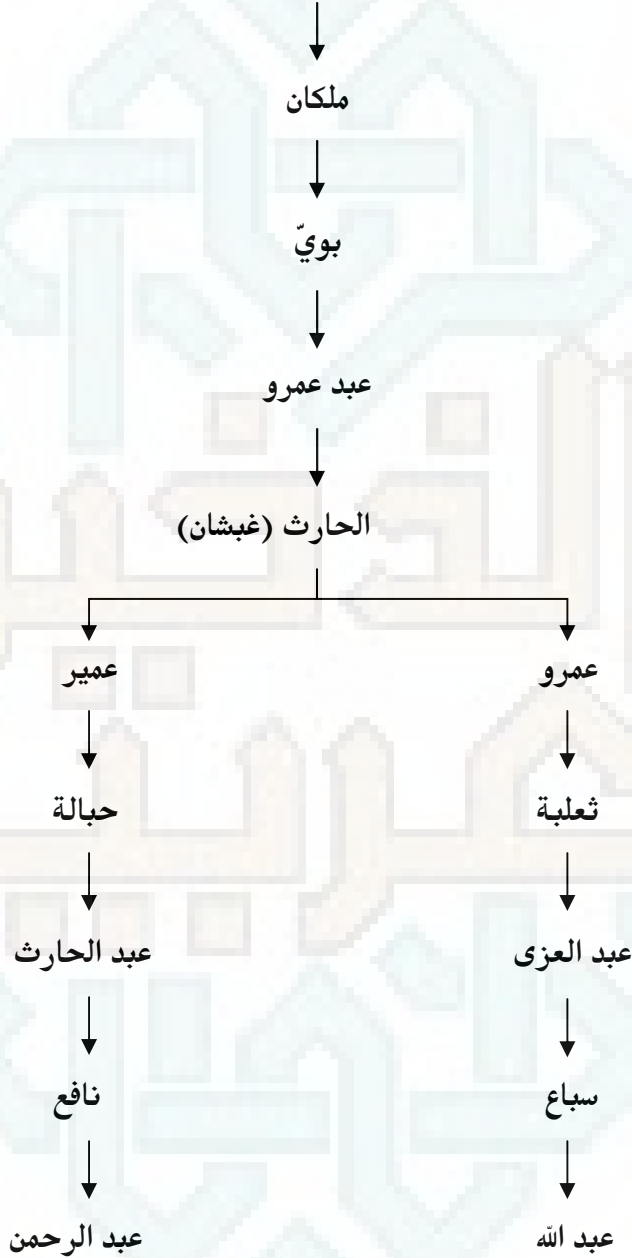 ملكان
بويّ
عبد عمرو
الحارث (غبشان)
عمرو عمير
ثعلبة حبالة
عبد العزى عبد الحارث
سباع نافع
عبد الله عبد الرحمن